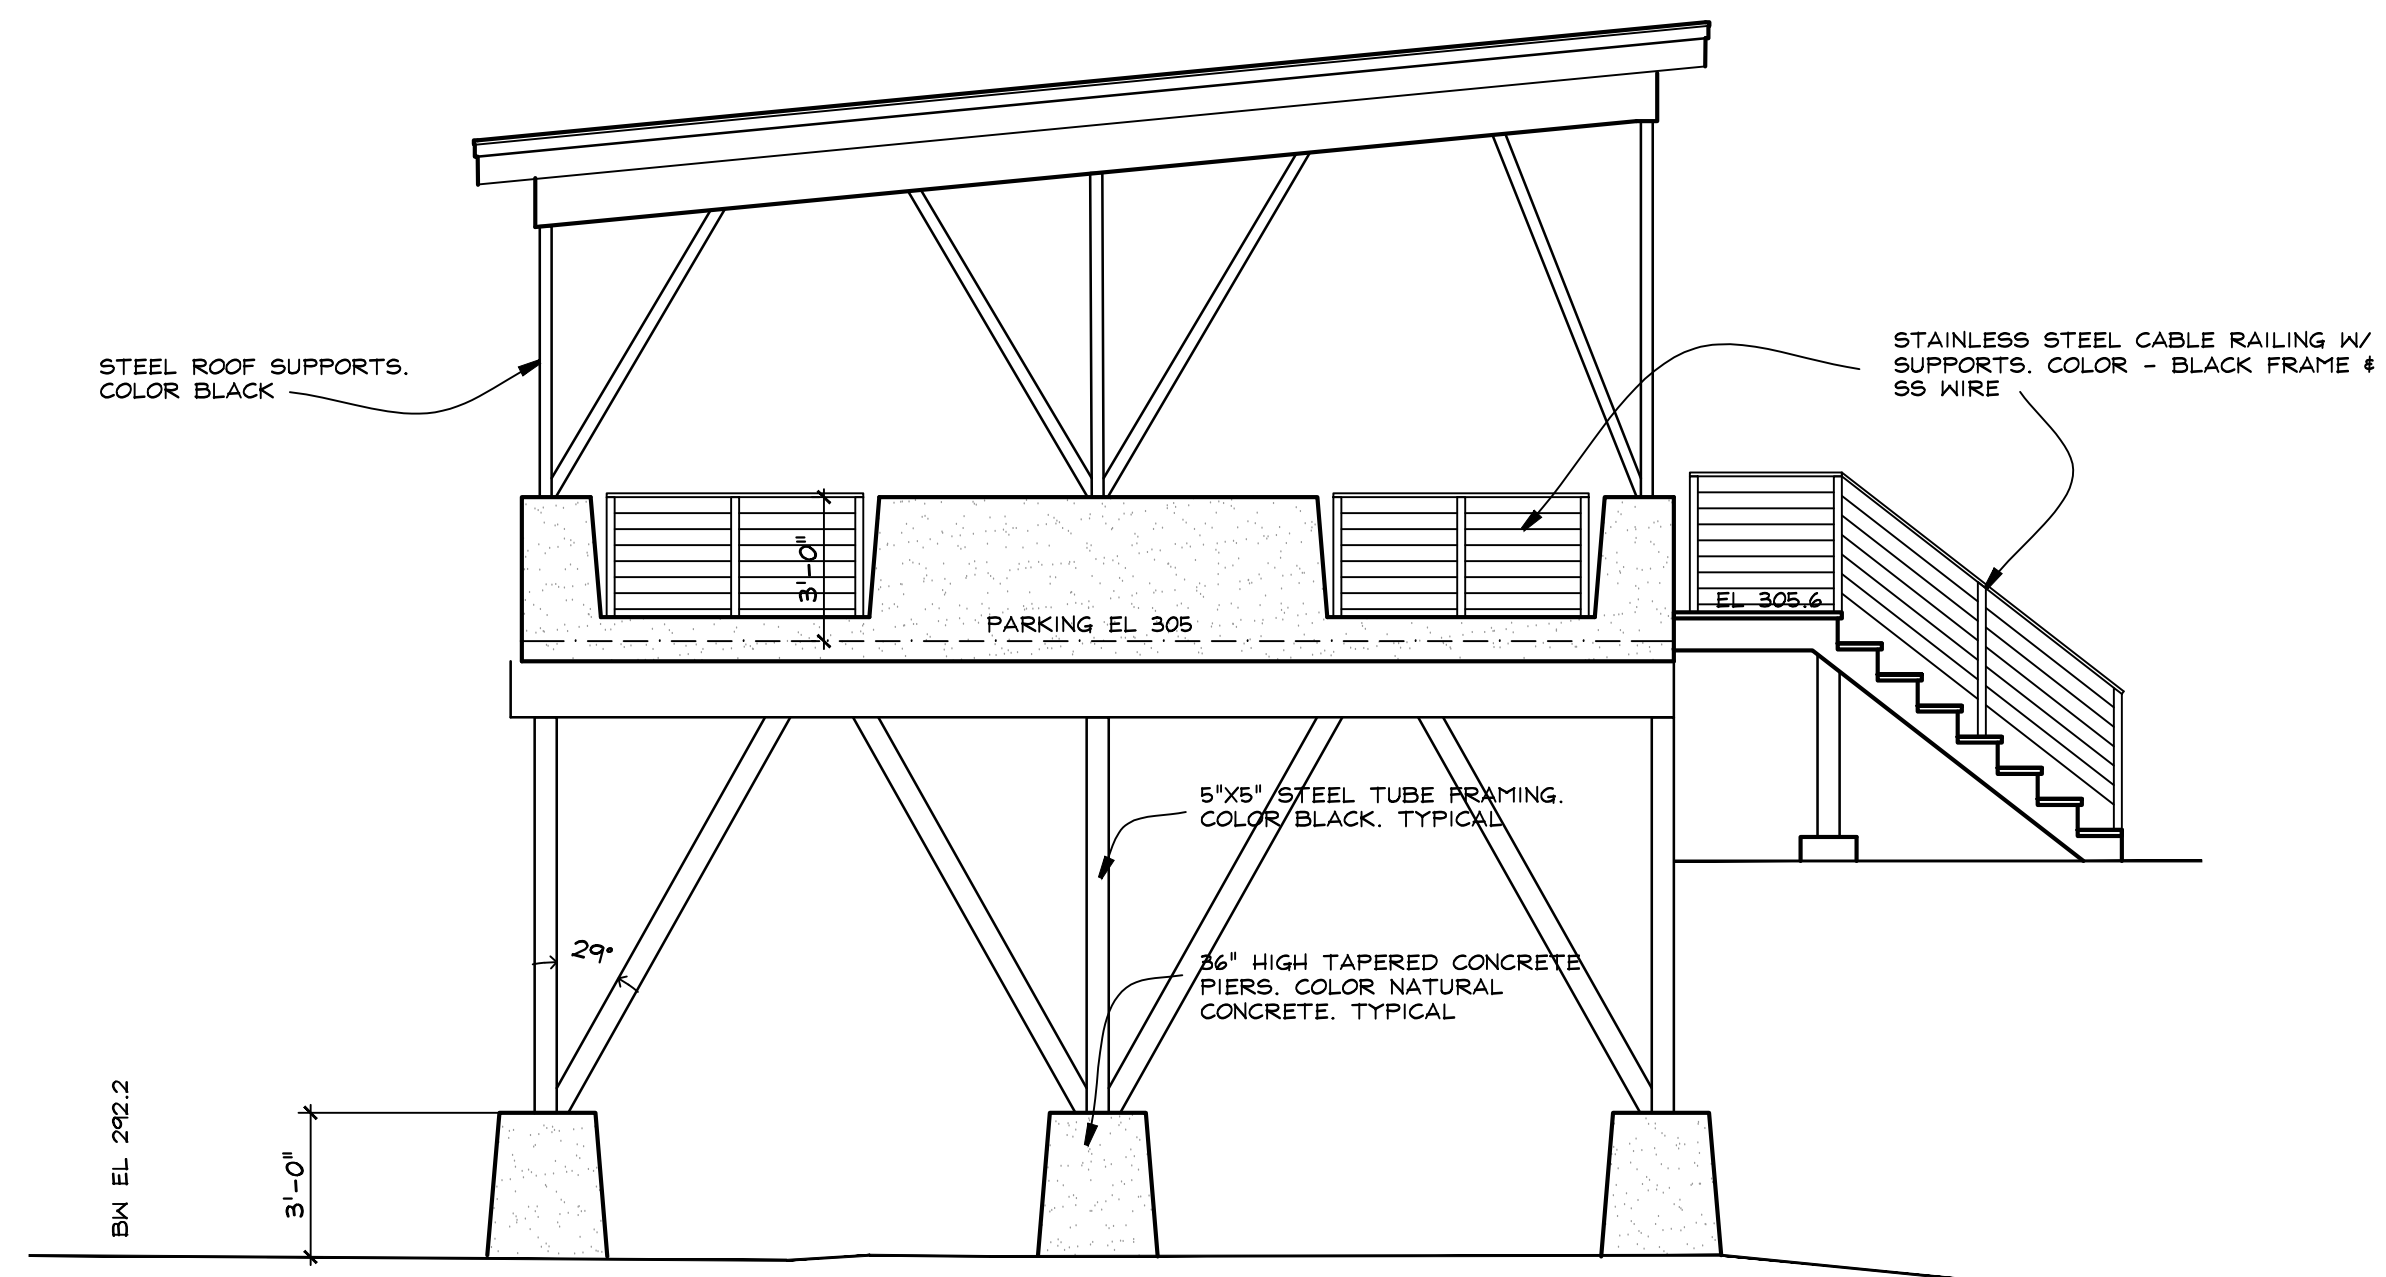 STEEL ROOF SUPPORTS.
COLOR BLACK
STAINLESS STEEL CABLE RAILING W/
SUPPORTS. COLOR - BLACK FRAME &
SS WIRE
3'-0"
PARKING EL 305
EL 305.6
5"X5" STEEL TUBE FRAMING.
COLOR BLACK. TYPICAL
29°
36" HIGH TAPERED CONCRETE
PIERS. COLOR NATURAL
CONCRETE. TYPICAL
BW EL 292.2
3'-0"